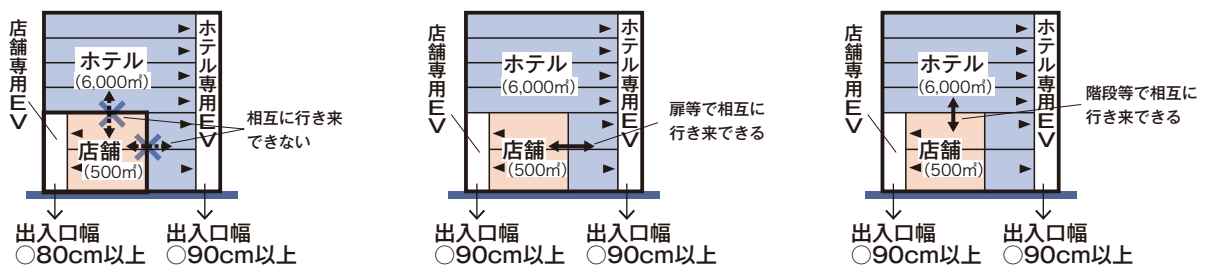 店舗専用EV
ホテル
(6,000㎡)
店舗
(500㎡)
ホテル専用EV
相互に行き来
できない
出入口幅
○80cm以上
出入口幅
○90cm以上
店舗専用EV
ホテル
(6,000㎡)
店舗
(500㎡)
ホテル専用EV
扉等で相互に
行き来できる
出入口幅
○90cm以上
出入口幅
○90cm以上
店舗専用EV
ホテル
(6,000㎡)
店舗
(500㎡)
ホテル専用EV
階段等で相互に
行き来できる
出入口幅
○90cm以上
出入口幅
○90cm以上